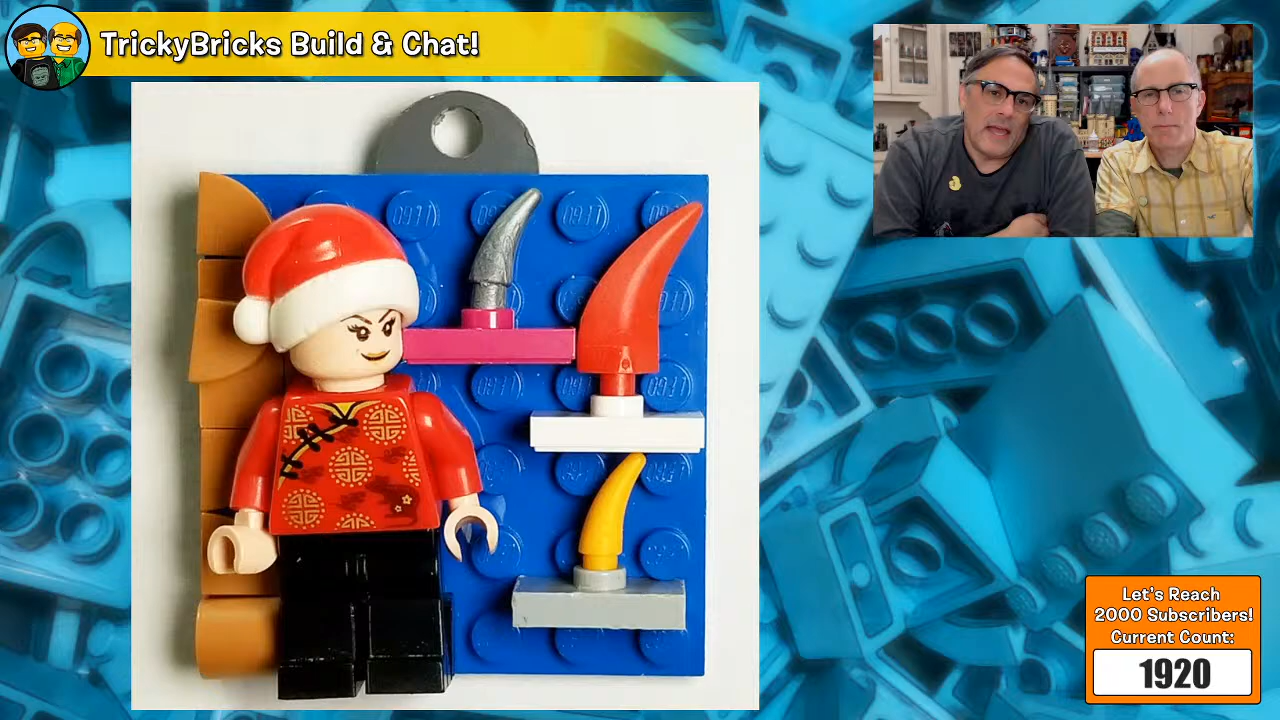 TrickyBricks Build & Chat!
Let's Reach
2000 Subscribers!
Current Count:
1920